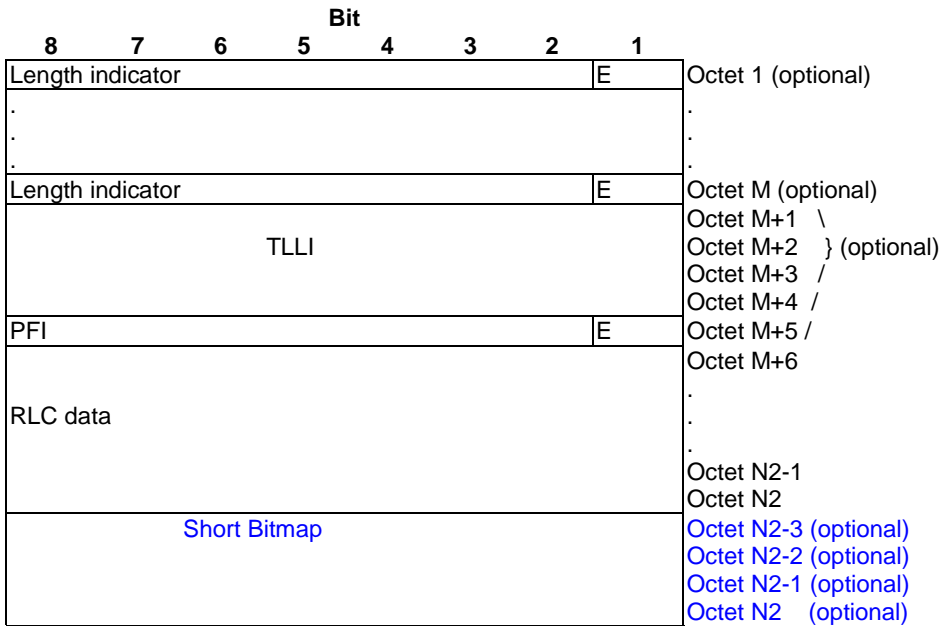 Bit
8 7 6 5 4 3 2 1
Length indicator E Octet 1 (optional)
. .
. .
. .
Length indicator E Octet M (optional)
Octet M+1 \
TLLI Octet M+2 } (optional)
Octet M+3 /
Octet M+4 /
PFI E Octet M+5 /
Octet M+6
.
RLC data .
.
Octet N2-1
Octet N2
Short Bitmap Octet N2-3 (optional)
Octet N2-2 (optional)
Octet N2-1 (optional)
Octet N2 (optional)